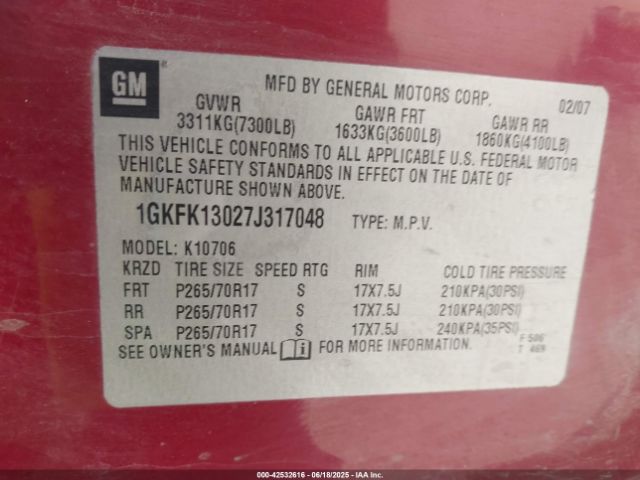 GM
MFD BY GENERAL MOTORS CORP. 02/07
GVWR GAWR FRT GAWR RR
3311KG(7300LB) 1633KG(3600LB) 1860KG(4100LB)
THIS VEHICLE CONFORMS TO ALL APPLICABLE U.S. FEDERAL MOTOR
VEHICLE SAFETY STANDARDS IN EFFECT ON THE DATE OF
MANUFACTURE SHOWN ABOVE.
1GKFK13027J317048 TYPE: M.P.V.
MODEL: K10706
KRZD TIRE SIZE SPEED RTG RIM COLD TIRE PRESSURE
FRT P265/70R17 S 17X7.5J 210KPA(30PSI)
RR P265/70R17 S 17X7.5J 210KPA(30PSI)
SPA P265/70R17 S 17X7.5J 240KPA(35PSI)
SEE OWNER'S MANUAL i FOR MORE INFORMATION.
F 506
T 469
000-42532616 - 06/18/2025 - IAA Inc.